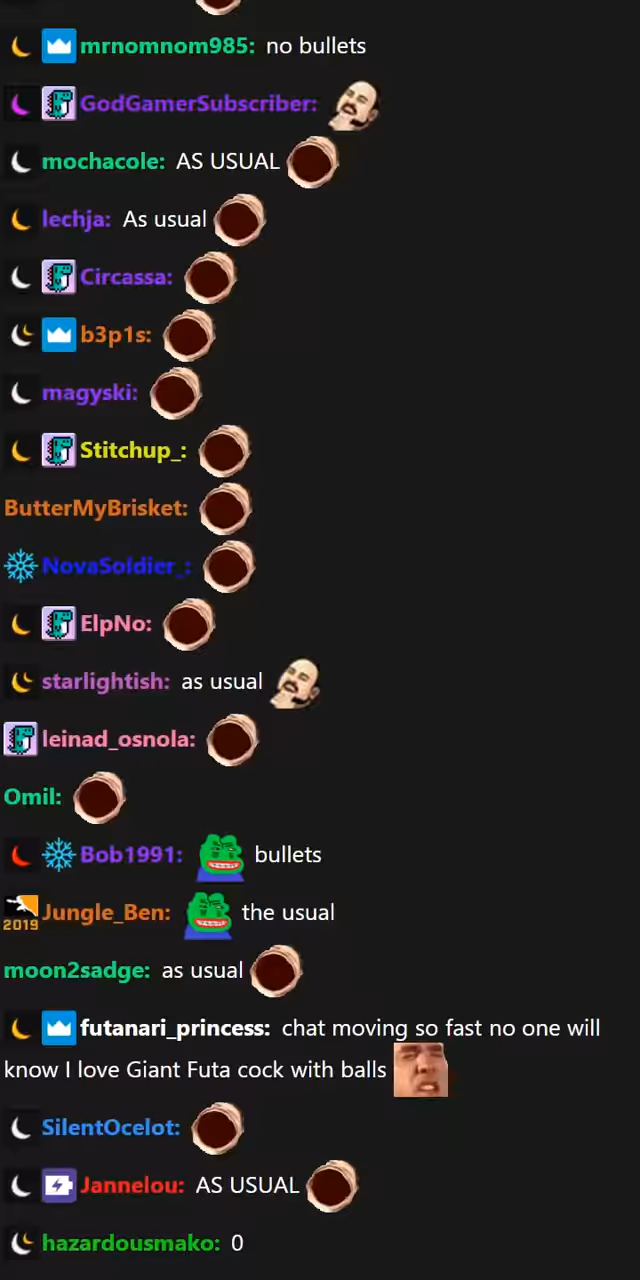 mrnomnom985: no bullets
GodGamerSubscriber:
mochacole: AS USUAL
lechja: As usual
Circassa:
b3p1s:
magyski:
Stitchup_:
ButterMyBrisket:
NovaSoldier_:
ElpNo:
starlightish: as usual
leinad_osnola:
Omil:
Bob1991: bullets
2019 Jungle_Ben: the usual
moon2sadge: as usual
futanari_princess: chat moving so fast no one will
know I love Giant Futa cock with balls
SilentOcelot:
Jannelou: AS USUAL
hazardousmako: 0